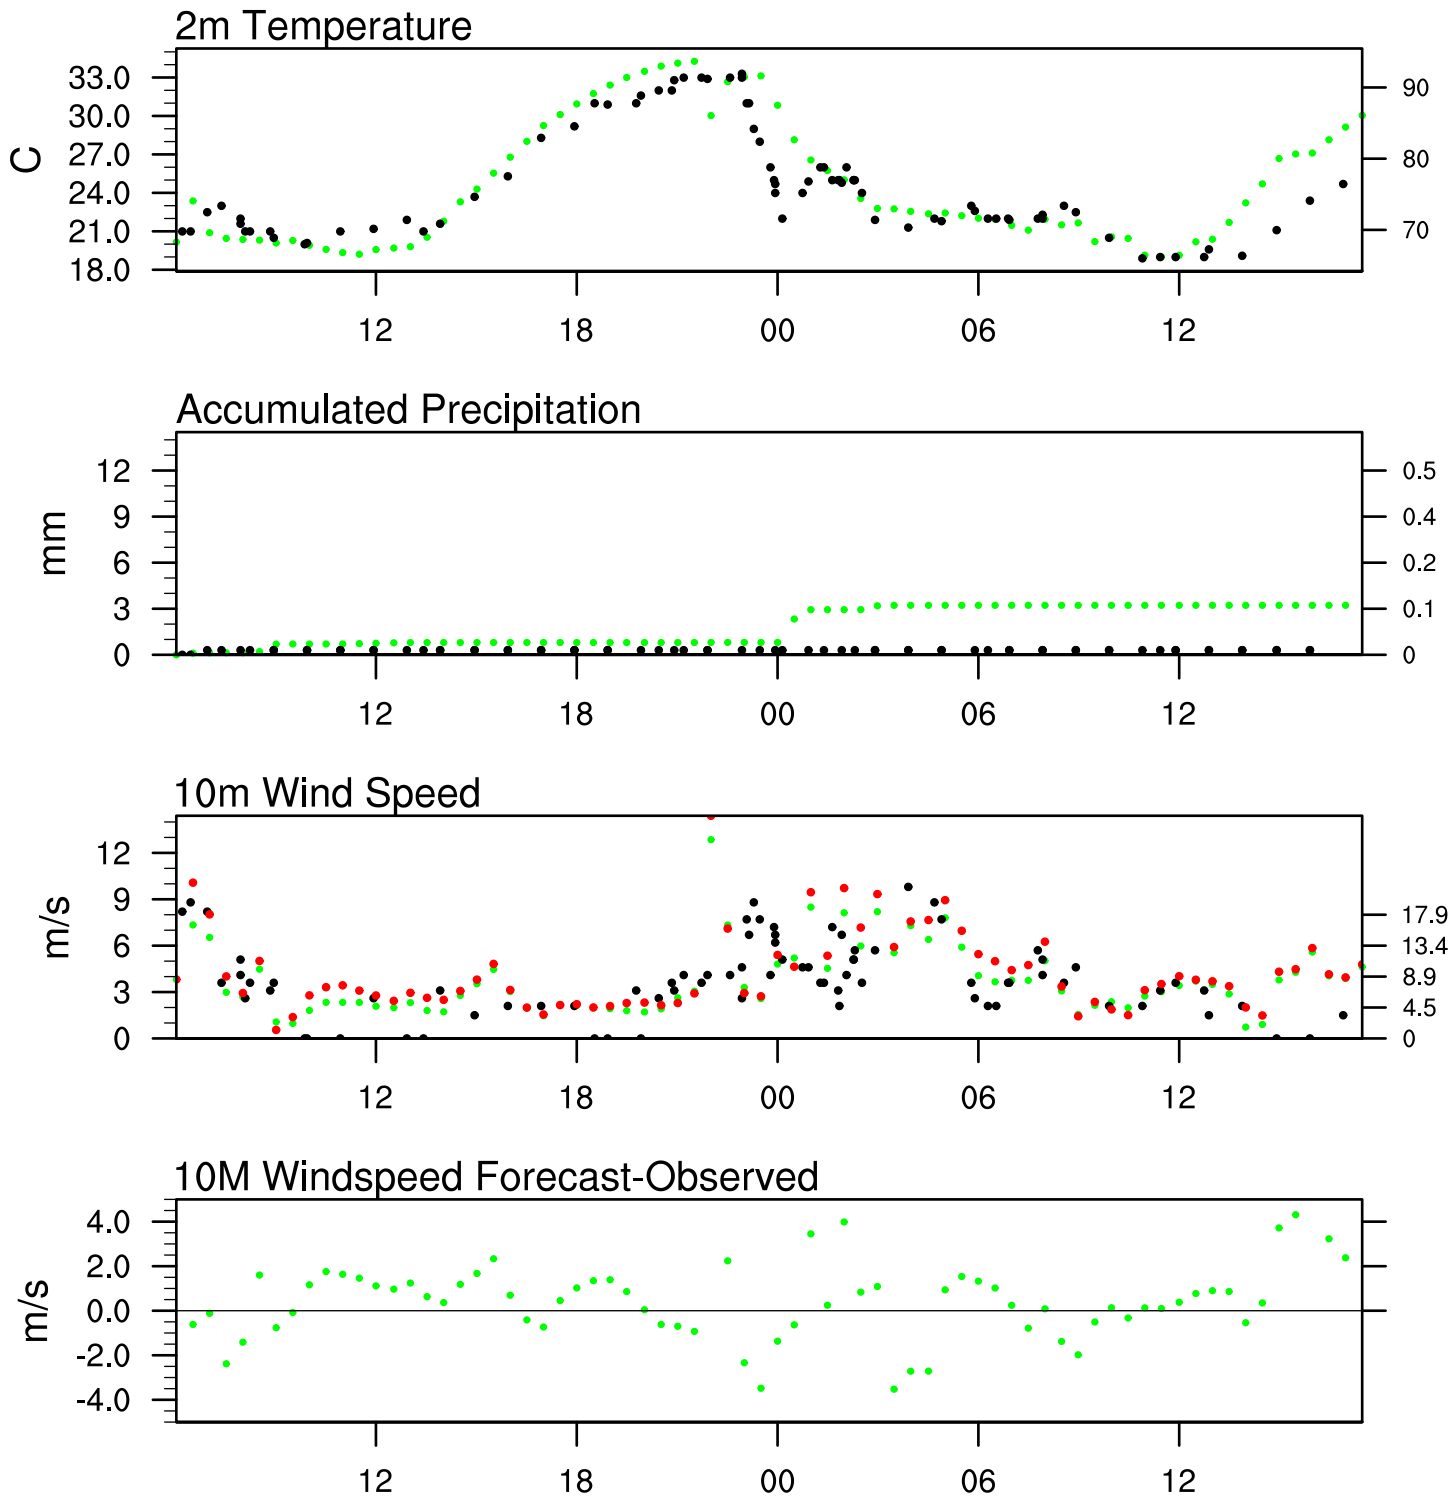 2m Temperature
33.0
30.0
27.0
24.0
21.0
18.0
C
90
80
70
12 18 00 06 12
Accumulated Precipitation
12
9
6
3
0
mm
0.5
0.4
0.2
0.1
0
12 18 00 06 12
10m Wind Speed
12
9
6
3
0
m/s
17.9
13.4
8.9
4.5
0
12 18 00 06 12
10M Windspeed Forecast-Observed
4.0
2.0
0.0
-2.0
-4.0
m/s
12 18 00 06 12